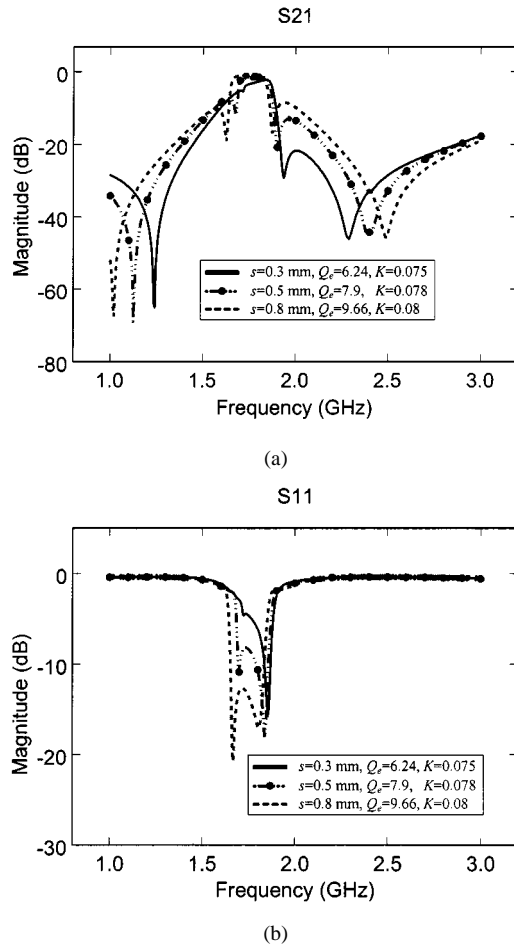 S21
0
-20
-40
-60
-80
Magnitude (dB)
s=0.3 mm, Qe=6.24, K=0.075
s=0.5 mm, Qe=7.9, K=0.078
s=0.8 mm, Qe=9.66, K=0.08
1.0 1.5 2.0 2.5 3.0
Frequency (GHz)
(a)
S11
0
-10
-20
-30
Magnitude (dB)
s=0.3 mm, Qe=6.24, K=0.075
s=0.5 mm, Qe=7.9, K=0.078
s=0.8 mm, Qe=9.66, K=0.08
1.0 1.5 2.0 2.5 3.0
Frequency (GHz)
(b)